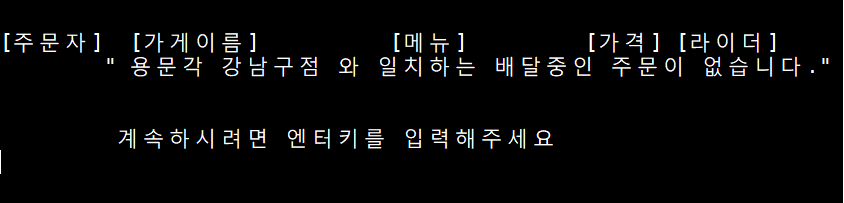 [주문자] [가게이름] [메뉴] [가격] [라이더]
" 용문각 강남구점 와 일치하는 배달중인 주문이 없습니다."
계속하시려면 엔터키를 입력해주세요